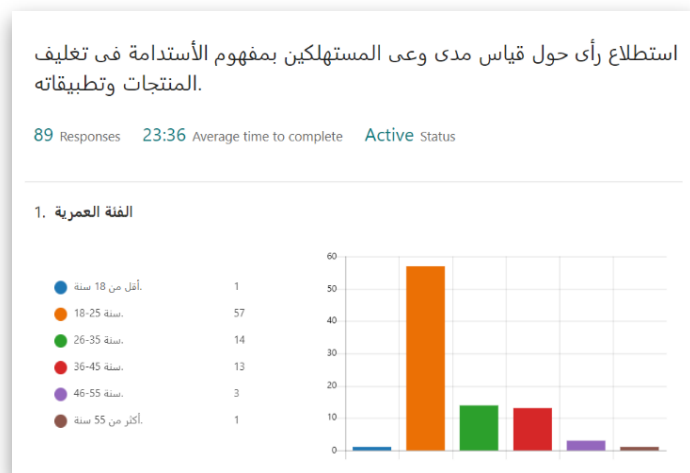 استطلاع رأى حول قياس مدى وعى المستهلكين بمفهوم الأستدامة فى تغليف
المنتجات وتطبيقاته.
89 Responses 23:36 Average time to complete Active Status
1. الفئة العمرية
أقل من 18 سنة. 1
18-25 سنة. 57
26-35 سنة. 14
36-45 سنة. 13
46-55 سنة. 3
أكثر من 55 سنة. 1
60
50
40
30
20
10
0